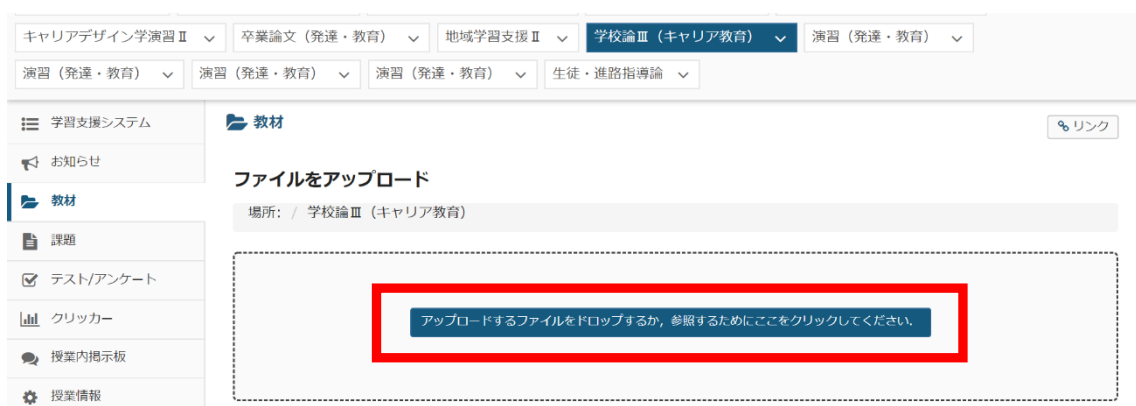 キャリアデザイン学演習Ⅱ 卒業論文（発達・教育） 地域学習支援Ⅱ 学校論Ⅲ（キャリア教育） 演習（発達・教育）
演習（発達・教育） 演習（発達・教育） 演習（発達・教育） 生徒・進路指導論
学習支援システム
お知らせ
教材
課題
テスト/アンケート
クリッカー
授業内掲示板
授業情報
教材
リンク
ファイルをアップロード
場所: / 学校論Ⅲ（キャリア教育）
アップロードするファイルをドロップするか，参照するためにここをクリックしてください．